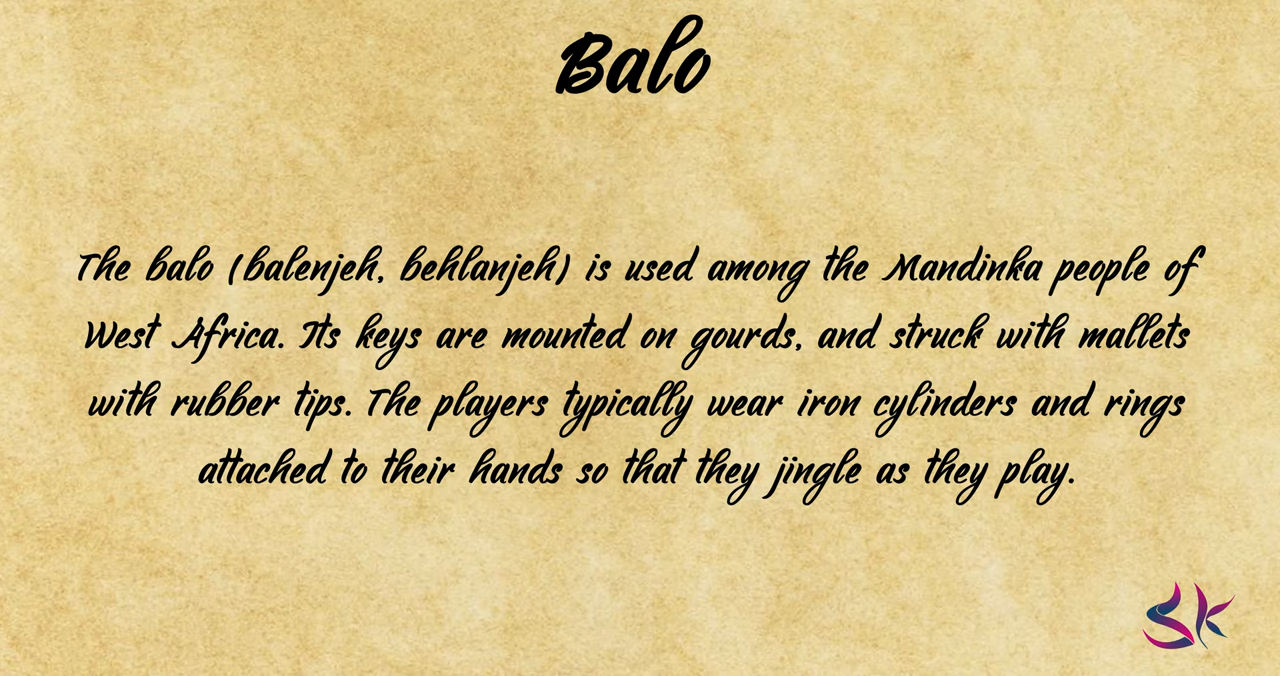 Balo
The balo (balenjeh, behlanjeh) is used among the Mandinka people of
West Africa. Its keys are mounted on gourds, and struck with mallets
with rubber tips. The players typically wear iron cylinders and rings
attached to their hands so that they jingle as they play.
SK